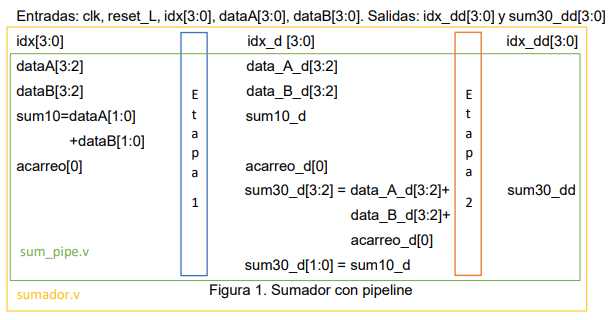 Entradas: clk, reset_L, idx[3:0], dataA[3:0], dataB[3:0]. Salidas: idx_dd[3:0] y sum30_dd[3:0]
idx[3:0] idx_d [3:0] idx_dd[3:0]
dataA[3:2] data_A_d[3:2]
dataB[3:2] data_B_d[3:2]
sum10=dataA[1:0] sum10_d
+dataB[1:0]
acarreo[0] acarreo_d[0]
Etapa 1
sum30_d[3:2] = data_A_d[3:2]+ sum30_dd
data_B_d[3:2]+
acarreo_d[0]
Etapa 2
sum_pipe.v
sum30_d[1:0] = sum10_d
sumador.v
Figura 1. Sumador con pipeline